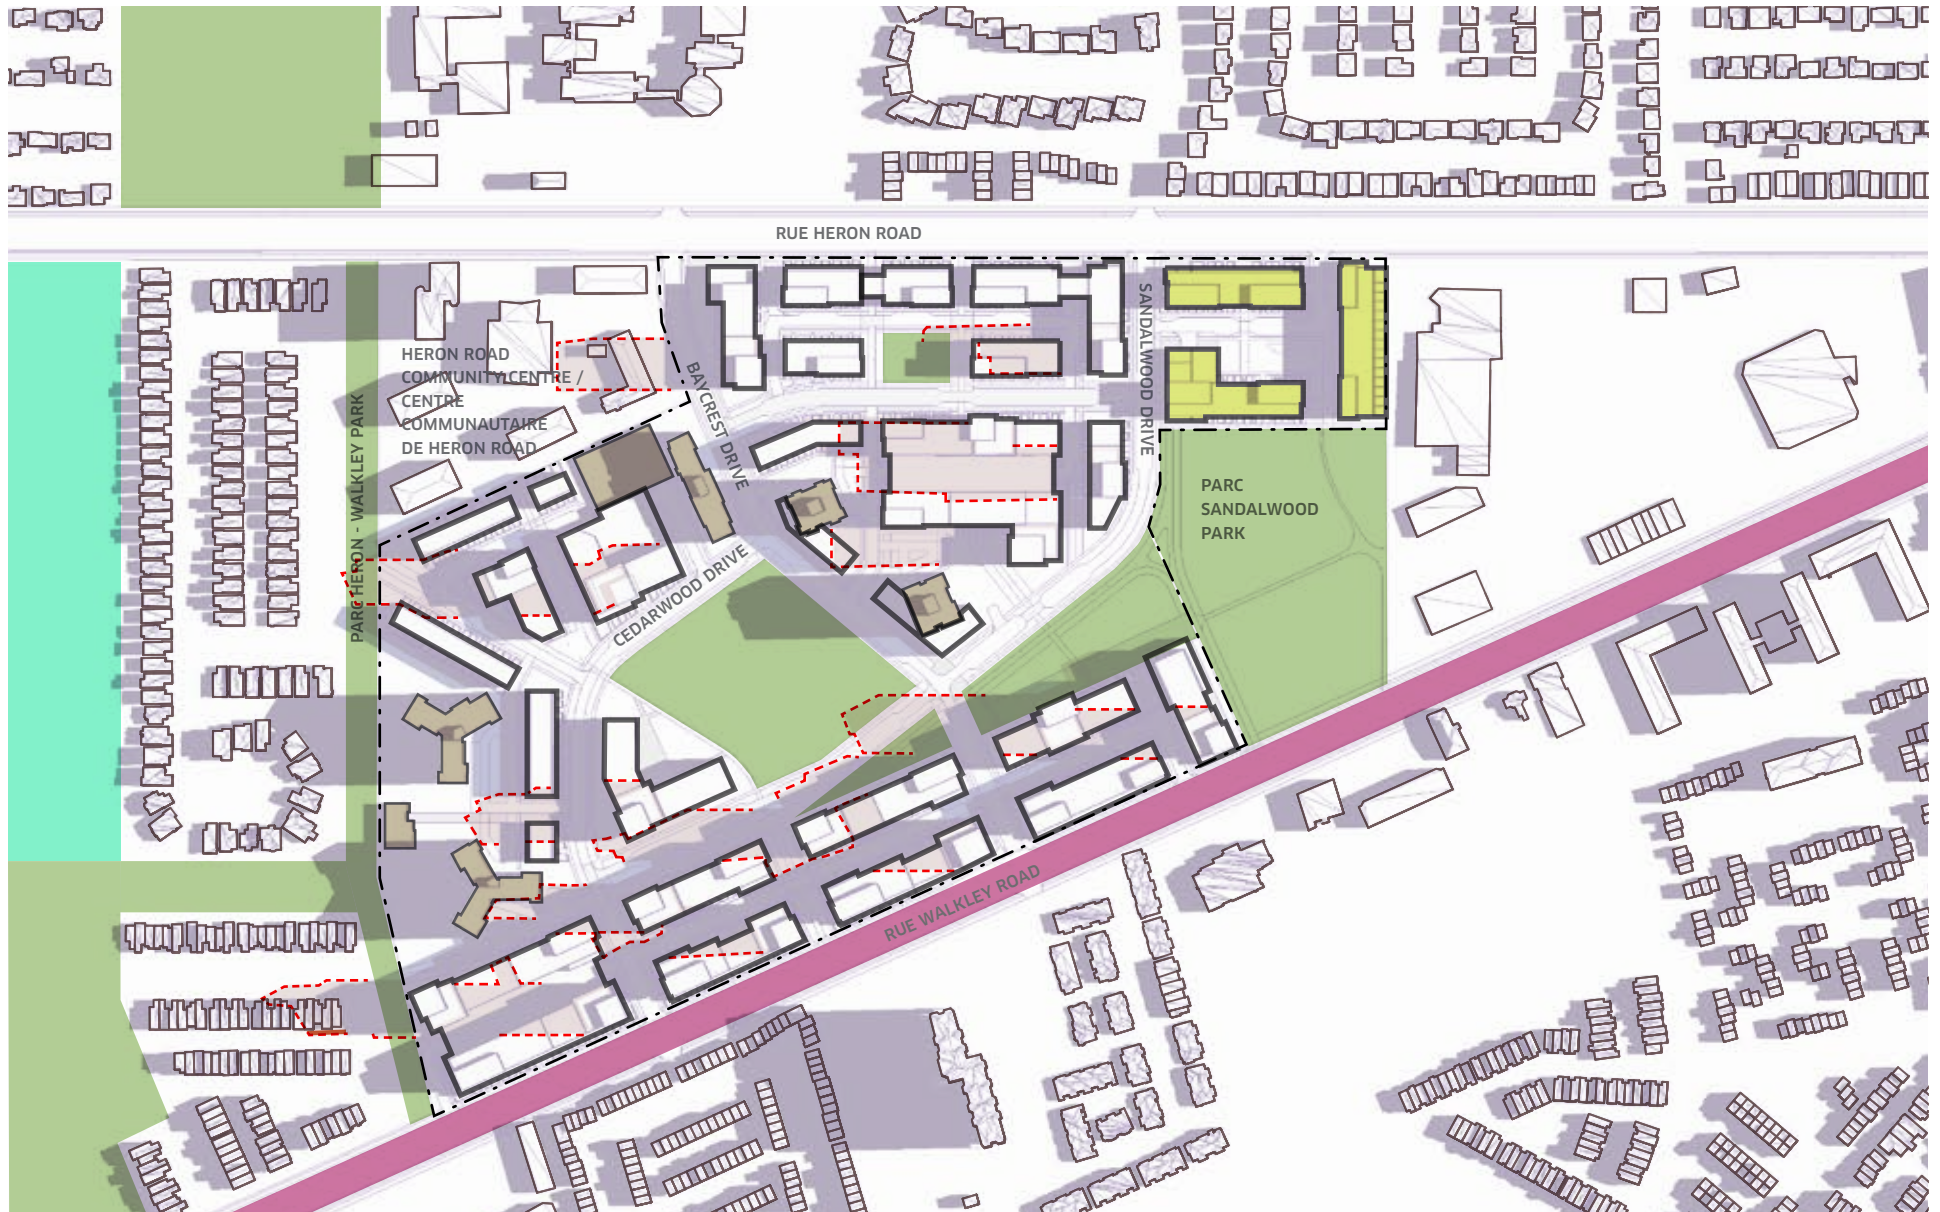 RUE HERON ROAD
HERON ROAD
COMMUNITY CENTRE /
CENTRE
COMMUNAUTAIRE
DE HERON ROAD
PARC HERON - WALKLEY PARK
BAYCREST DRIVE
SANDALWOOD DRIVE
PARC
SANDALWOOD
PARK
CEDARWOOD DRIVE
RUE WALKLEY ROAD